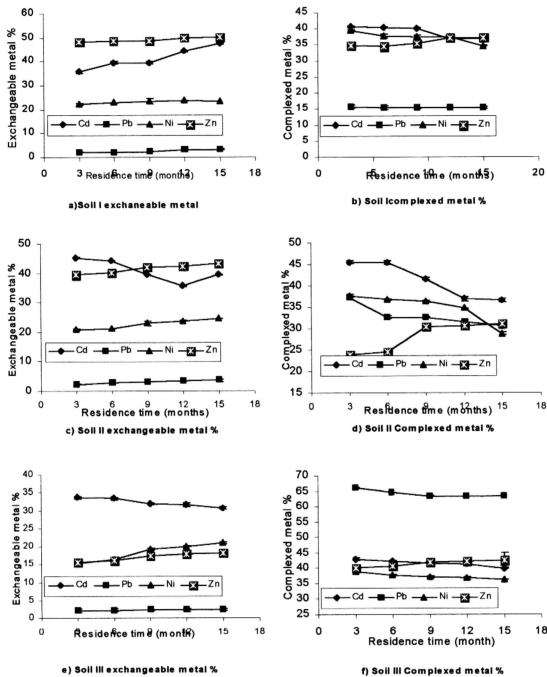 Exchangeable metal %
60
50
40
30
20
10
0
Cd Pb Ni Zn
0 3 6 9 12 15 18
Residence time (months)
a)Soil I exchaneable metal
Complexed metal %
45
40
35
30
25
20
15
10
5
0
Cd Pb Ni Zn
0 5 10 15 20
Residence time (months)
b) Soil Icomplexed metal %
Exchangeable metal %
50
40
30
20
10
0
Cd Pb Ni Zn
0 3 6 9 12 15 18
Residence time (months)
c) Soil II exchangeable metal %
Complexed metal %
50
45
40
35
30
25
20
15
Cd Pb Ni Zn
0 3 6 9 12 15 18
Residence time (months)
d) Soil II Complexed metal %
Exchangeable metal %
40
35
30
25
20
15
10
5
0
Cd Pb Ni Zn
0 3 6 9 12 15 18
Residence time (month)
e) Soil III exchangeable metal %
Complexed metal %
70
65
60
55
50
45
40
35
30
25
Cd Pb Ni Zn
3 6 9 12 15 18
Residence time (month)
f) Soil III Complexed metal %